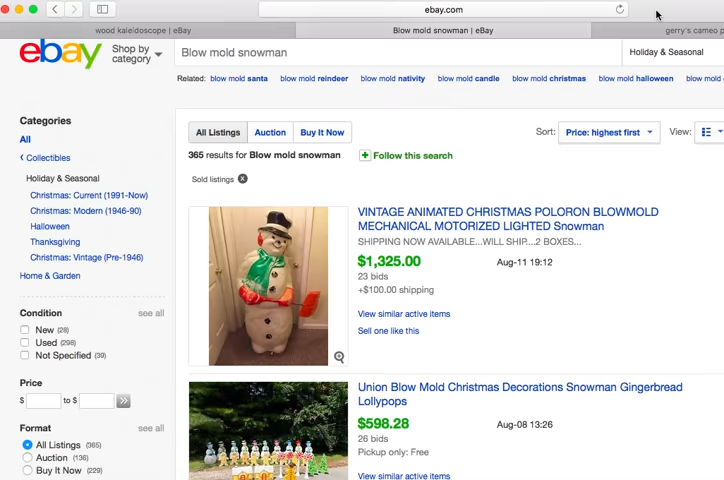 ebay.com
wood kaleidoscope | eBay
Blow mold snowman | eBay
gerry's cameo p
ebay
Shop by category
Blow mold snowman
Holiday & Seasonal
Related: blow mold santa blow mold reindeer blow mold nativity blow mold candle blow mold christmas blow mold halloween blow mold
Categories
All
Collectibles
Holiday & Seasonal
Christmas: Current (1991-Now)
Christmas: Modern (1946-90)
Halloween
Thanksgiving
Christmas: Vintage (Pre-1946)
Home & Garden
Condition see all
New (28)
Used (298)
Not Specified (39)
Price
$ to $
Format see all
All Listings (365)
Auction (136)
Buy It Now (229)
All Listings Auction Buy It Now
Sort: Price: highest first View:
365 results for Blow mold snowman
Follow this search
Sold listings
VINTAGE ANIMATED CHRISTMAS POLORON BLOWMOLD
MECHANICAL MOTORIZED LIGHTED Snowman
SHIPPING NOW AVAILABLE...WILL SHIP....2 BOXES...
$1,325.00 Aug-11 19:12
23 bids
+$100.00 shipping
View similar active items
Sell one like this
Union Blow Mold Christmas Decorations Snowman Gingerbread
Lollypops
$598.28 Aug-08 13:26
26 bids
Pickup only: Free
View similar active items